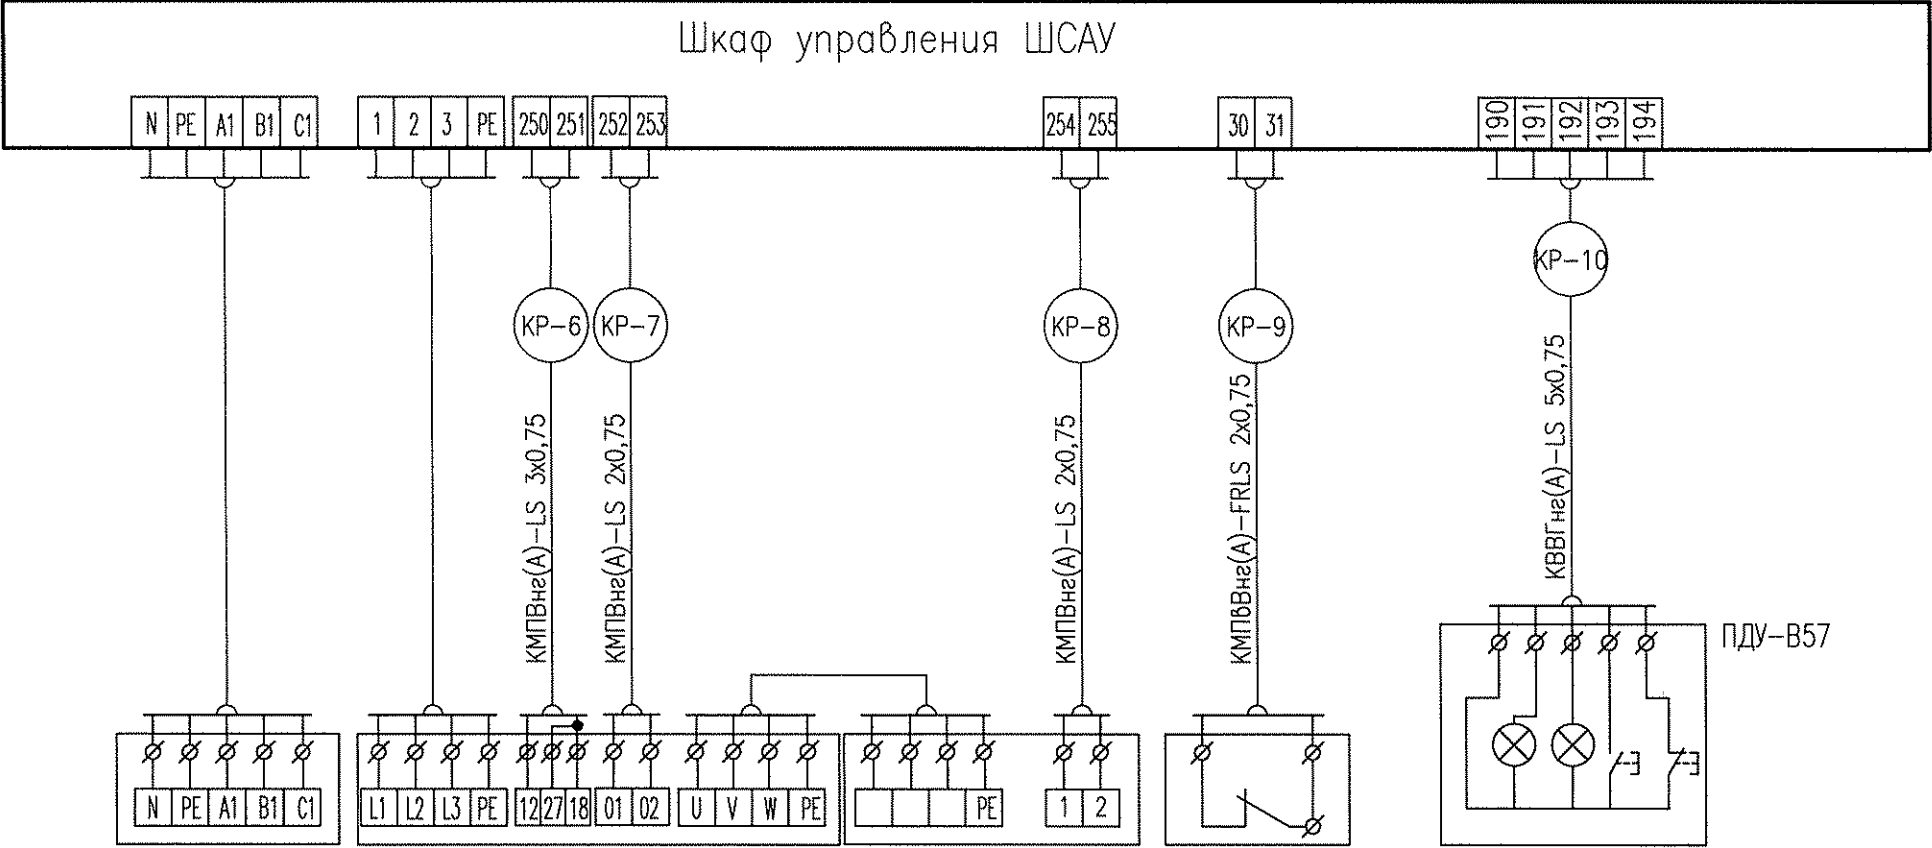 Шкаф управления ШСАУ
N PE A1 B1 C1 1 2 3 PE 250 251 252 253 254 255 30 31 190 191 192 193 194
КР-10
КР-6 КР-7 КР-8 КР-9
КМПВнг(А)-LS 3х0,75
КМПВнг(А)-LS 2х0,75
КМПВнг(А)-LS 2х0,75
КМПвВнг(А)-FRLS 2х0,75
КВВГнг(А)-LS 5х0,75
ПДУ-В57
N PE A1 B1 C1 L1 L2 L3 PE 12 27 18 01 02 U V W PE PE 1 2